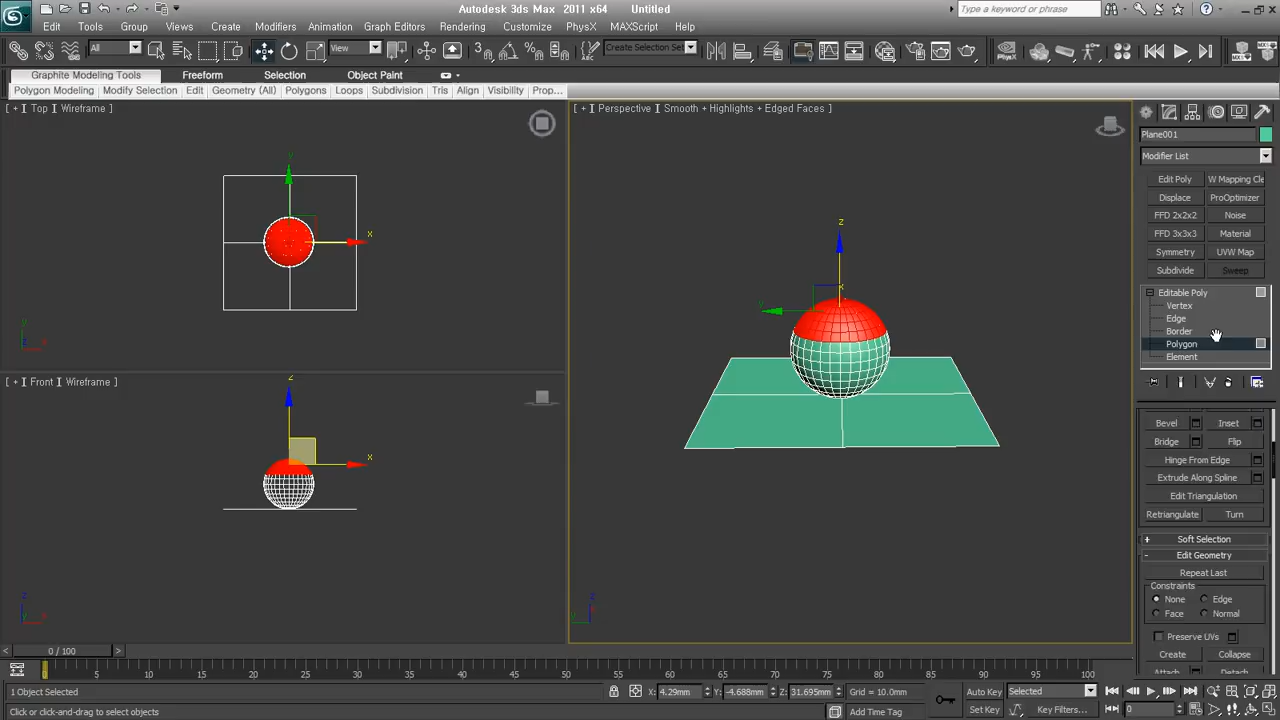 Autodesk 3ds Max 2011 x64 Untitled
Type a keyword or phrase
Edit Tools Group Views Create Modifiers Animation Graph Editors Rendering Customize PhysX MAXScript Help
All View Create Selection Set
Graphite Modeling Tools Freeform Selection Object Paint
Polygon Modeling Modify Selection Edit Geometry (All) Polygons Loops Subdivision Tris Align Visibility Prop...
[ + ] Top ] Wireframe ]
[ + ] Perspective ] Smooth + Highlights + Edged Faces ]
Plane001
Modifier List
Edit Poly W Mapping Cle
Displace ProOptimizer
FFD 2x2x2 Noise
FFD 3x3x3 Material
Symmetry UVW Map
Subdivide Sweep
Editable Poly
Vertex
Edge
Border
Polygon
Element
[ + ] Front ] Wireframe ]
Bevel Inset
Bridge Flip
Hinge From Edge
Extrude Along Spline
Edit Triangulation
Retriangulate Turn
+ Soft Selection
- Edit Geometry
Repeat Last
Constraints
None Edge
Face Normal
Preserve UVs
Create Collapse
Attach Detach
< 0 / 100 >
0 5 10 15 20 25 30 35 40 45 50 55 60 65 70 75 80 85 90 95 100
1 Object Selected X: 4.29mm Y: -4.688mm Z: 31.695mm Grid = 10.0mm Auto Key Selected
Click or click-and-drag to select objects Add Time Tag Set Key Key Filters... 0